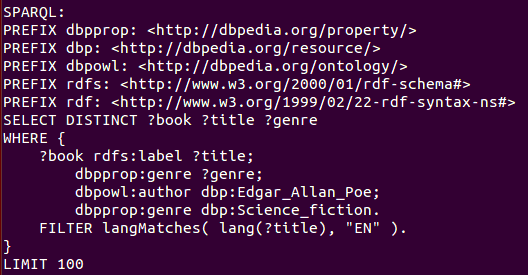 SPARQL:
PREFIX dbpprop: <http://dbpedia.org/property/>
PREFIX dbp: <http://dbpedia.org/resource/>
PREFIX dbpowl: <http://dbpedia.org/ontology/>
PREFIX rdfs: <http://www.w3.org/2000/01/rdf-schema#>
PREFIX rdf: <http://www.w3.org/1999/02/22-rdf-syntax-ns#>
SELECT DISTINCT ?book ?title ?genre
WHERE {
    ?book rdfs:label ?title;
        dbpprop:genre ?genre;
        dbpowl:author dbp:Edgar_Allan_Poe;
        dbpprop:genre dbp:Science_fiction.
    FILTER langMatches( lang(?title), "EN" ).
}
LIMIT 100